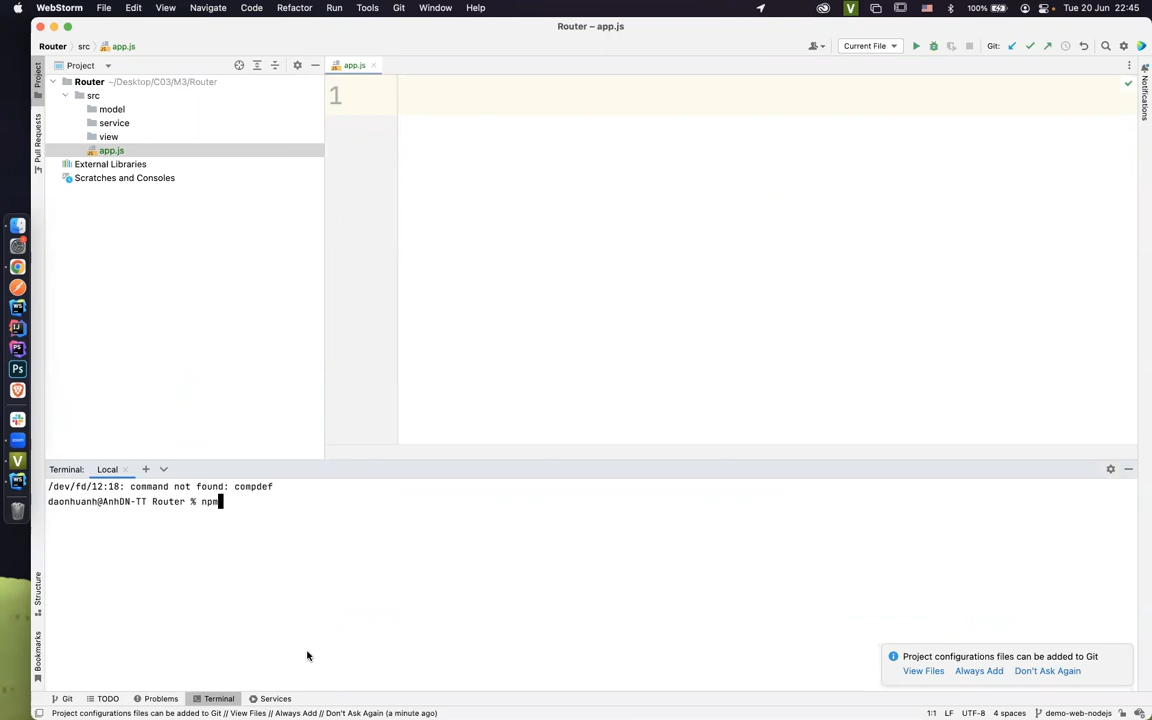 WebStorm File Edit View Navigate Code Refactor Run Tools Git Window Help 100% Tue 20 Jun 22:45
Router – app.js
Router src app.js Current File Git:
Project
Router ~/Desktop/C03/M3/Router
src
model
service
view
app.js
External Libraries
Scratches and Consoles
app.js
1
Project
Pull Requests
Structure
Bookmarks
Notifications
Terminal: Local
/dev/fd/12:18: command not found: compdef
daonhuanh@AnhDN-TT Router % npm
Project configurations files can be added to Git
View Files Always Add Don't Ask Again
Git TODO Problems Terminal Services
Project configurations files can be added to Git // View Files // Always Add // Don't Ask Again (a minute ago) 1:1 LF UTF-8 4 spaces demo-web-nodejs